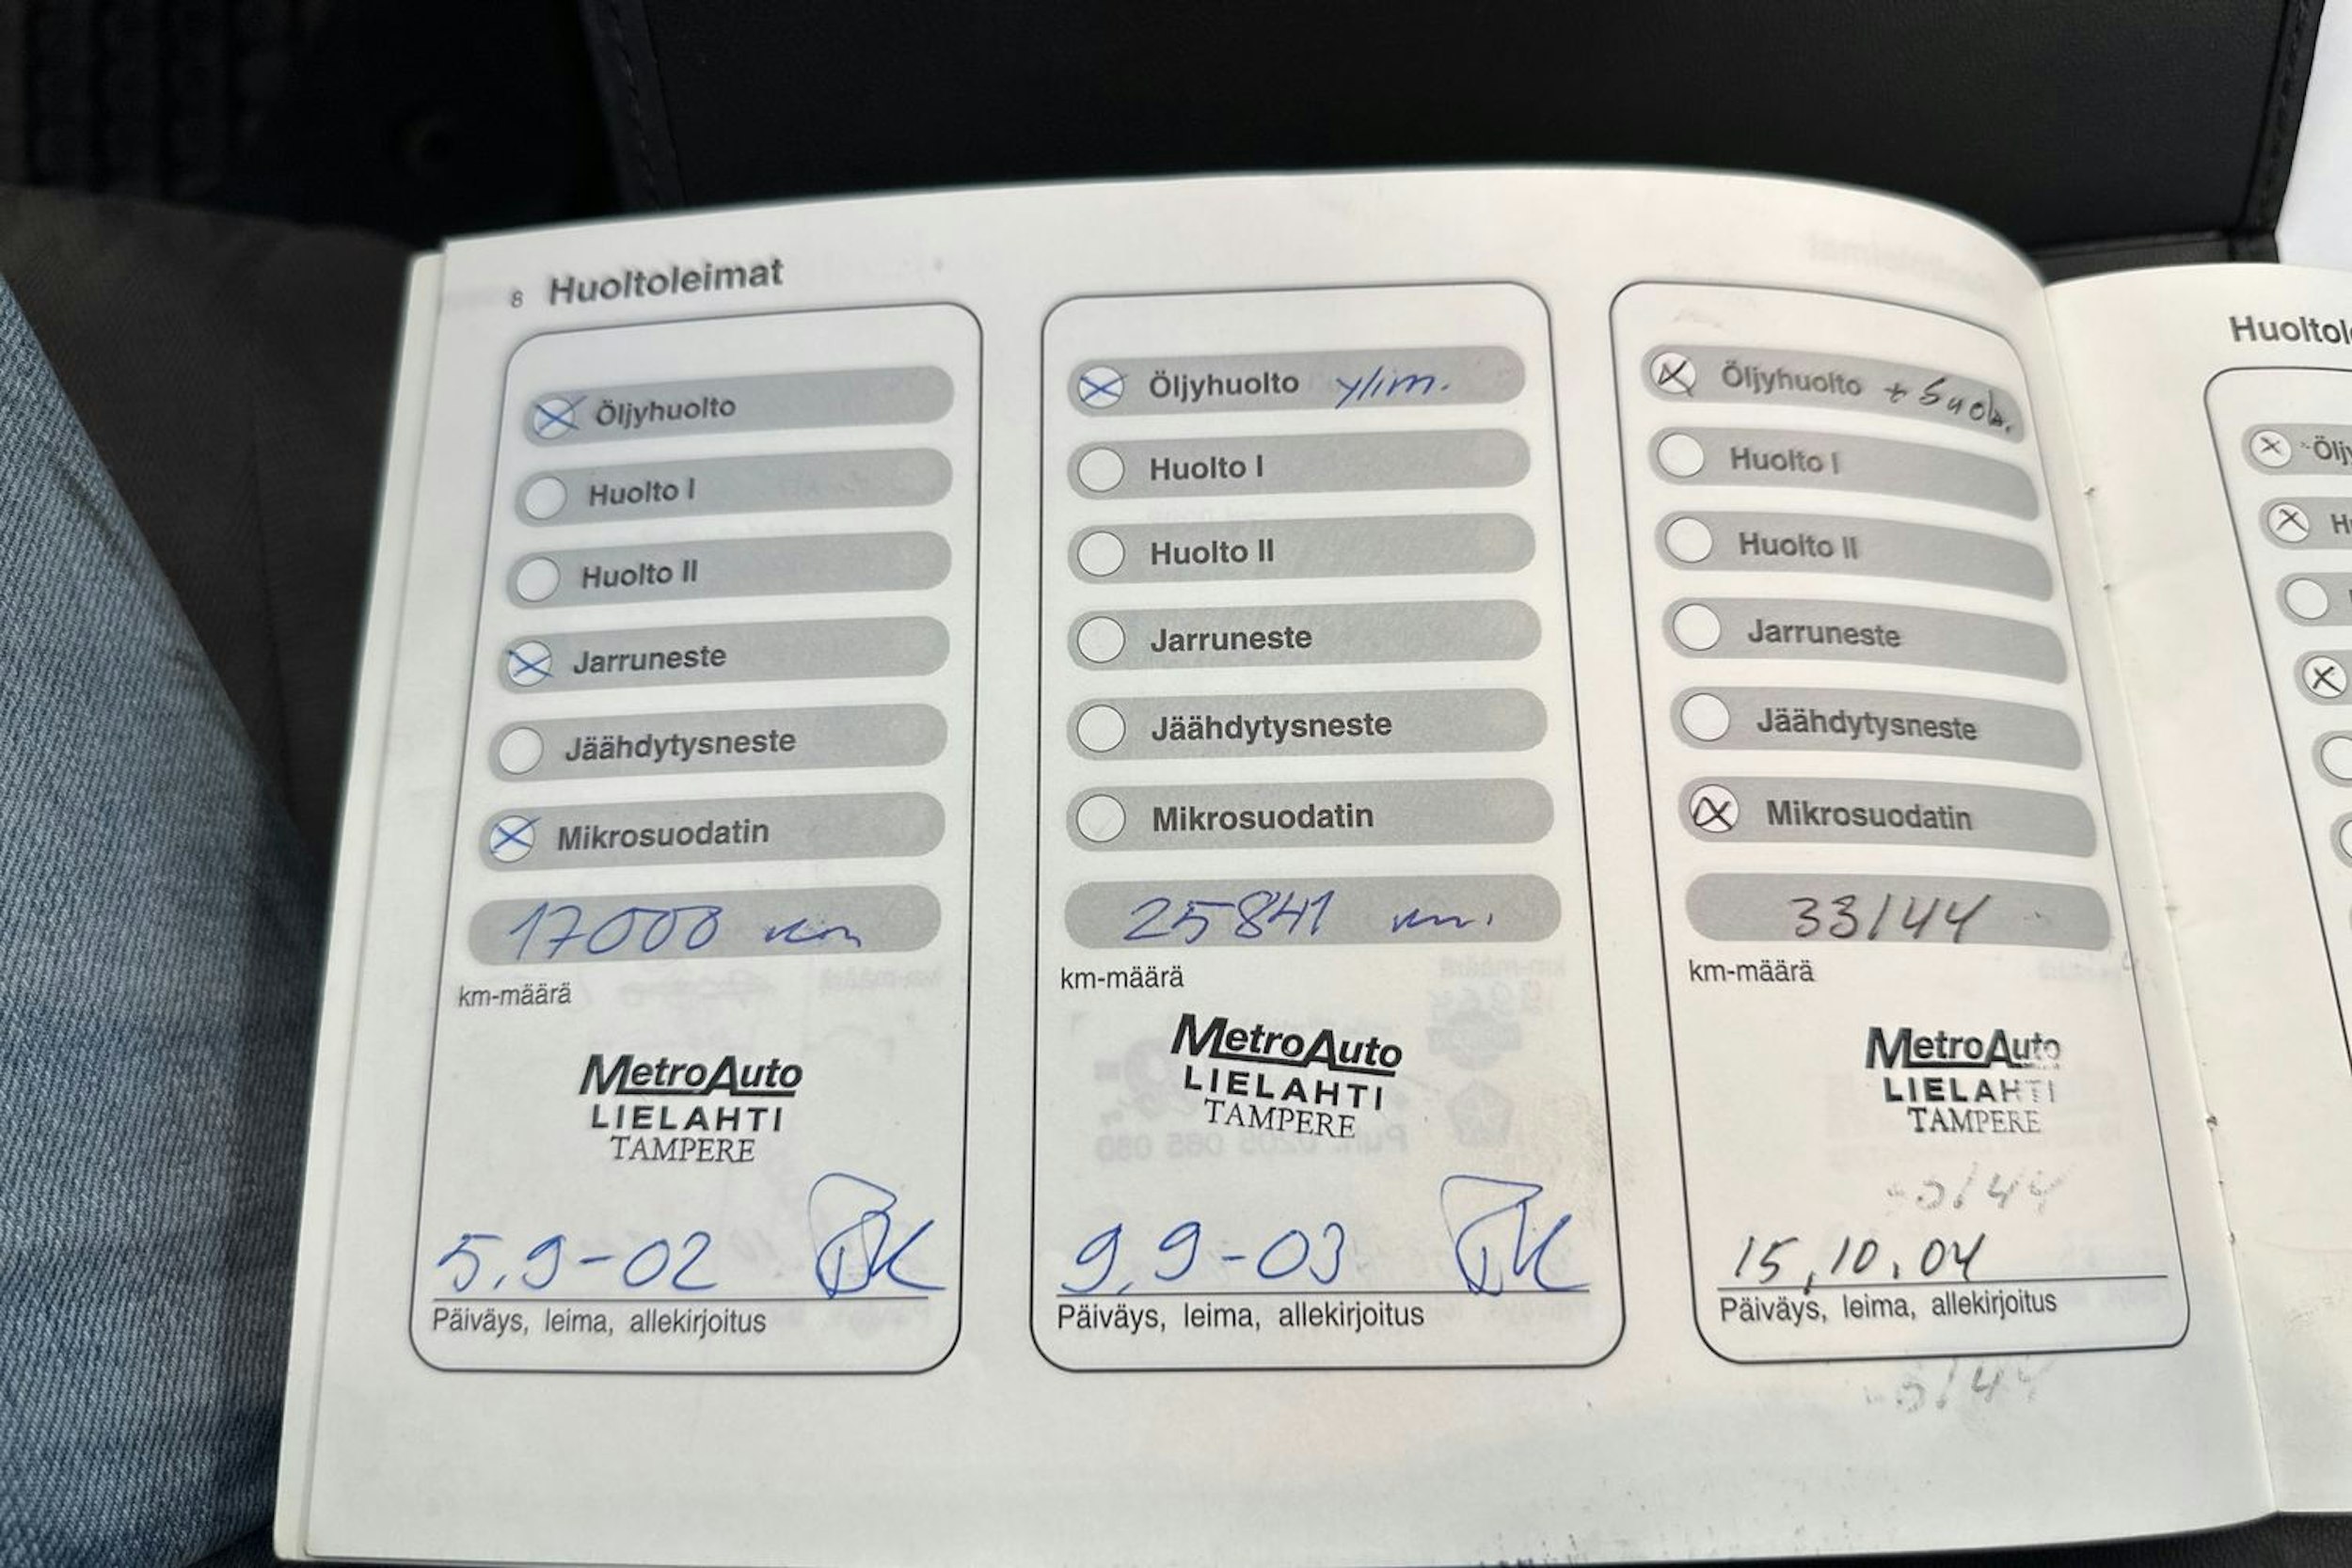 8 Huoltoleimat
Öljyhuolto
Huolto I
Huolto II
Jarruneste
Jäähdytysneste
Mikrosuodatin
17000 km
km-määrä
MetroAuto
LIELAHTI
TAMPERE
5.9-02
Päiväys, leima, allekirjoitus
Öljyhuolto ylim.
Huolto I
Huolto II
Jarruneste
Jäähdytysneste
Mikrosuodatin
25841 km.
km-määrä
MetroAuto
LIELAHTI
TAMPERE
9.9-03
Päiväys, leima, allekirjoitus
Öljyhuolto + Suod.
Huolto I
Huolto II
Jarruneste
Jäähdytysneste
Mikrosuodatin
33144
km-määrä
MetroAuto
LIELAHTI
TAMPERE
15.10.04
Päiväys, leima, allekirjoitus
Huoltol
Öljy